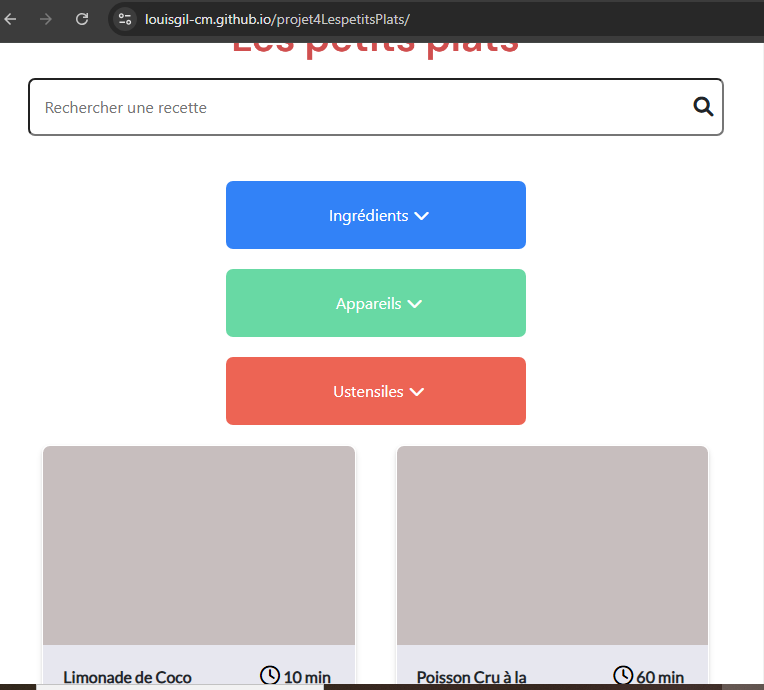 louisgil-cm.github.io/projet4LespetitsPlats/
Les petits plats
Rechercher une recette
Ingrédients
Appareils
Ustensiles
Limonade de Coco
10 min
Poisson Cru à la
60 min